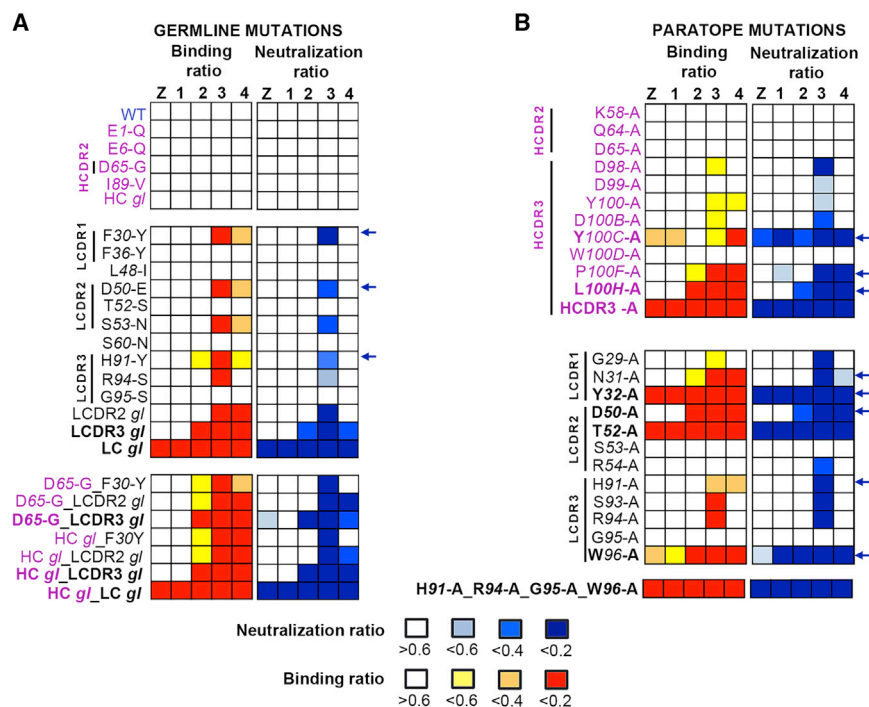 A
GERMLINE MUTATIONS
Binding ratio
Neutralization ratio
Z 1 2 3 4 Z 1 2 3 4
WT
E1-Q
E6-Q
D65-G
I89-V
HC gl
HCDR2
F30-Y
F36-Y
L48-I
D50-E
T52-S
S53-N
S60-N
H91-Y
R94-S
G95-S
LCDR2 gl
LCDR3 gl
LC gl
LCDR1
LCDR2
LCDR3
D65-G_F30-Y
D65-G_LCDR2 gl
D65-G_LCDR3 gl
HC gl_F30Y
HC gl_LCDR2 gl
HC gl_LCDR3 gl
HC gl_LC gl
B
PARATOPE MUTATIONS
Binding ratio
Neutralization ratio
Z 1 2 3 4 Z 1 2 3 4
K58-A
Q64-A
D65-A
D98-A
D99-A
Y100-A
D100B-A
Y100C-A
W100D-A
P100F-A
L100H-A
HCDR3 -A
HCDR2
HCDR3
G29-A
N31-A
Y32-A
D50-A
T52-A
S53-A
R54-A
H91-A
S93-A
R94-A
G95-A
W96-A
LCDR1
LCDR2
LCDR3
H91-A_R94-A_G95-A_W96-A
Neutralization ratio
>0.6 <0.6 <0.4 <0.2
Binding ratio
>0.6 <0.6 <0.4 <0.2